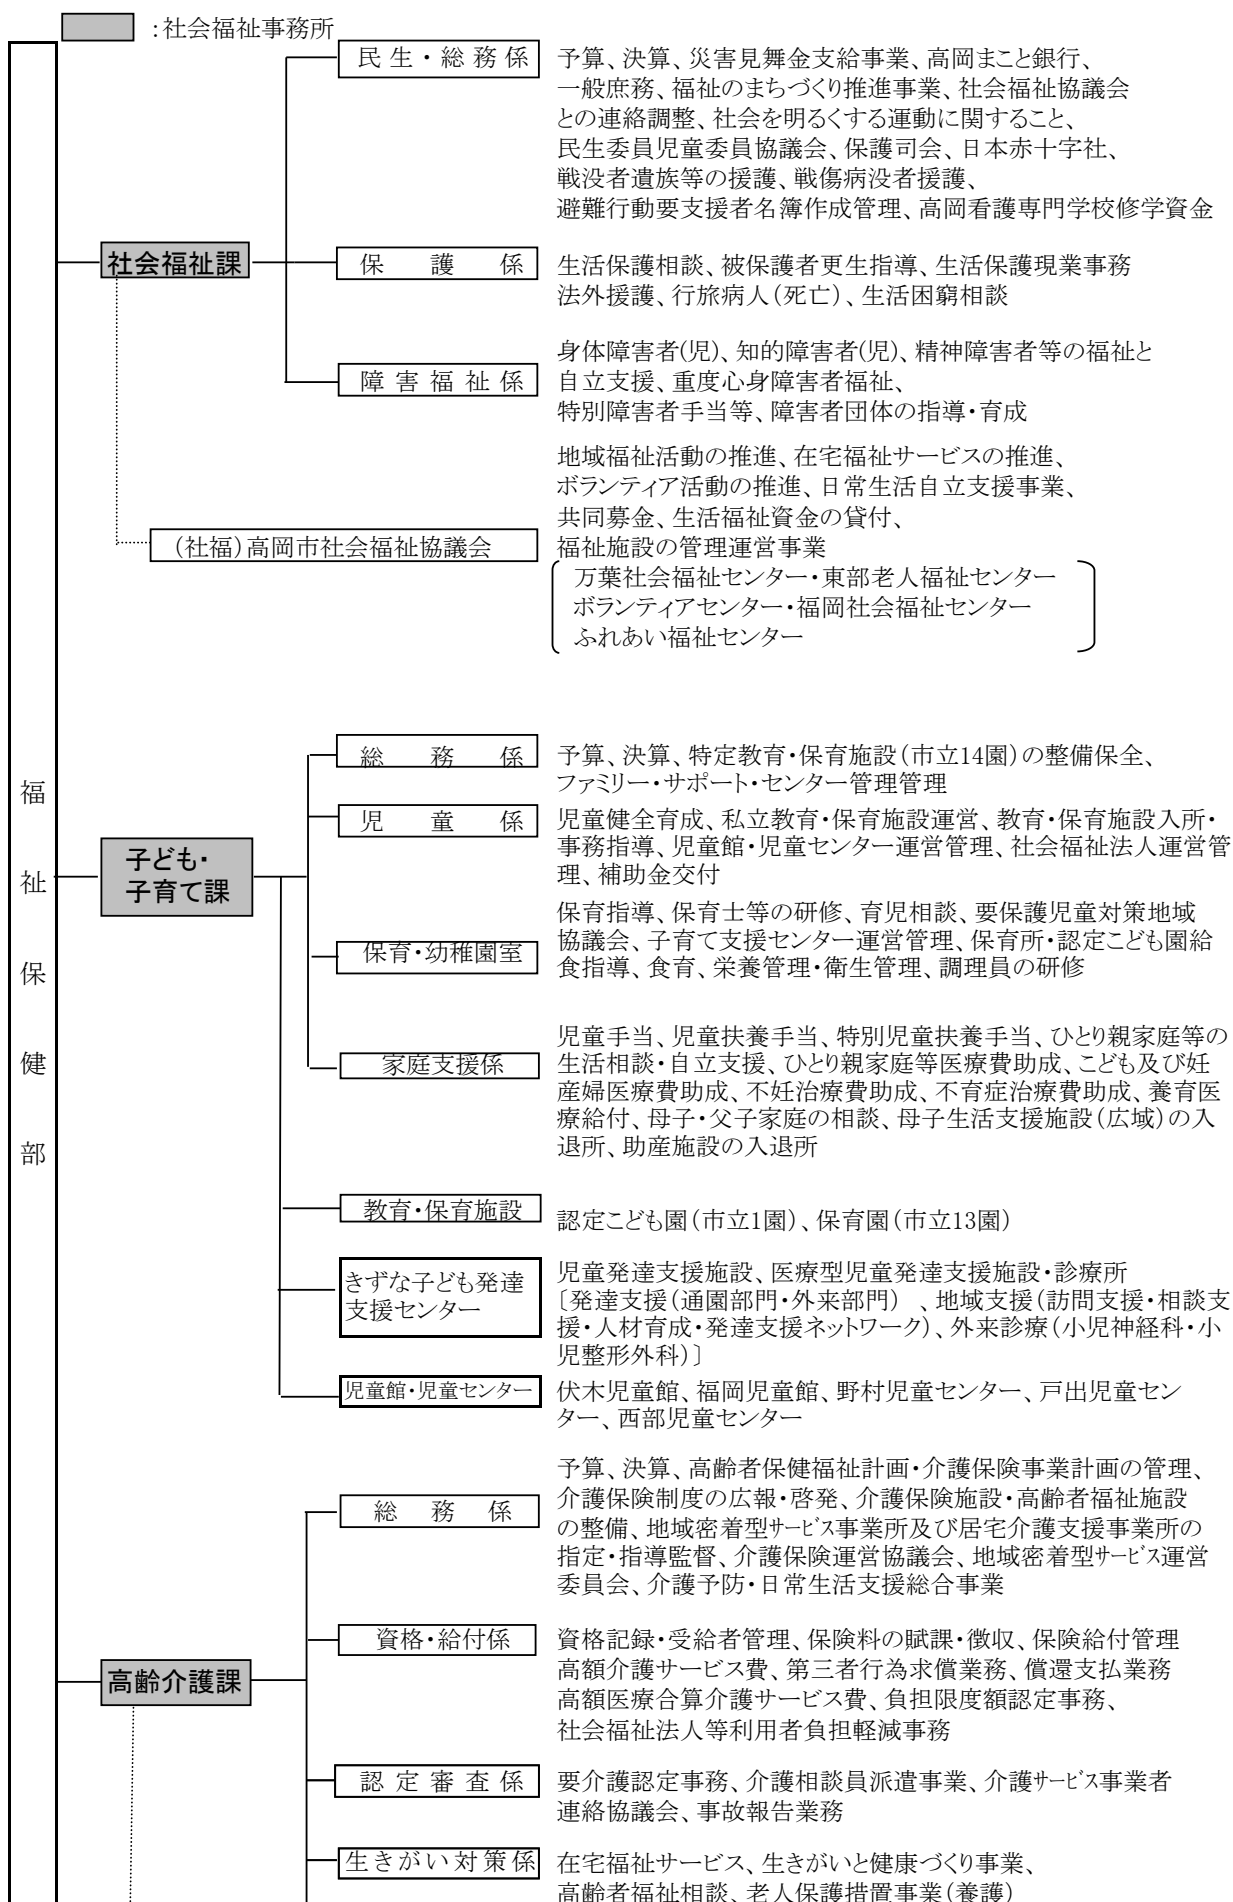 ：社会福祉事務所
民生・総務係
予算、決算、災害見舞金支給事業、高岡まこと銀行、
一般庶務、福祉のまちづくり推進事業、社会福祉協議会
との連絡調整、社会を明るくする運動に関すること、
民生委員児童委員協議会、保護司会、日本赤十字社、
戦没者遺族等の援護、戦傷病没者援護、
避難行動要支援者名簿作成管理、高岡看護専門学校修学資金
社会福祉課
保護係
生活保護相談、被保護者更生指導、生活保護現業事務
法外援護、行旅病人（死亡）、生活困窮相談
障害福祉係
身体障害者(児)、知的障害者(児)、精神障害者等の福祉と
自立支援、重度心身障害者福祉、
特別障害者手当等、障害者団体の指導・育成
（社福）高岡市社会福祉協議会
地域福祉活動の推進、在宅福祉サービスの推進、
ボランティア活動の推進、日常生活自立支援事業、
共同募金、生活福祉資金の貸付、
福祉施設の管理運営事業
万葉社会福祉センター・東部老人福祉センター
ボランティアセンター・福岡社会福祉センター
ふれあい福祉センター
福祉保健部
総務係
予算、決算、特定教育・保育施設（市立14園）の整備保全、
ファミリー・サポート・センター管理管理
児童係
児童健全育成、私立教育・保育施設運営、教育・保育施設入所・
事務指導、児童館・児童センター運営管理、社会福祉法人運営管
理、補助金交付
子ども・
子育て課
保育・幼稚園室
保育指導、保育士等の研修、育児相談、要保護児童対策地域
協議会、子育て支援センター運営管理、保育所・認定こども園給
食指導、食育、栄養管理・衛生管理、調理員の研修
家庭支援係
児童手当、児童扶養手当、特別児童扶養手当、ひとり親家庭等の
生活相談・自立支援、ひとり親家庭等医療費助成、こども及び妊
産婦医療費助成、不妊治療費助成、不育症治療費助成、養育医
療給付、母子・父子家庭の相談、母子生活支援施設（広域）の入
退所、助産施設の入退所
教育・保育施設
認定こども園（市立1園）、保育園（市立13園）
きずな子ども発達
支援センター
児童発達支援施設、医療型児童発達支援施設・診療所
〔発達支援（通園部門・外来部門）　、地域支援（訪問支援・相談支
援・人材育成・発達支援ネットワーク）、外来診療（小児神経科・小
児整形外科）〕
児童館・児童センター
伏木児童館、福岡児童館、野村児童センター、戸出児童セン
ター、西部児童センター
総務係
予算、決算、高齢者保健福祉計画・介護保険事業計画の管理、
介護保険制度の広報・啓発、介護保険施設・高齢者福祉施設
の整備、地域密着型ｻｰﾋﾞｽ事業所及び居宅介護支援事業所の
指定・指導監督、介護保険運営協議会、地域密着型ｻｰﾋﾞｽ運営
委員会、介護予防・日常生活支援総合事業
資格・給付係
資格記録・受給者管理、保険料の賦課・徴収、保険給付管理
高額介護サービス費、第三者行為求償業務、償還支払業務
高額医療合算介護サービス費、負担限度額認定事務、
社会福祉法人等利用者負担軽減事務
高齢介護課
認定審査係
要介護認定事務、介護相談員派遣事業、介護ｻｰﾋﾞｽ事業者
連絡協議会、事故報告業務
生きがい対策係
在宅福祉サービス、生きがいと健康づくり事業、
高齢者福祉相談、老人保護措置事業（養護）